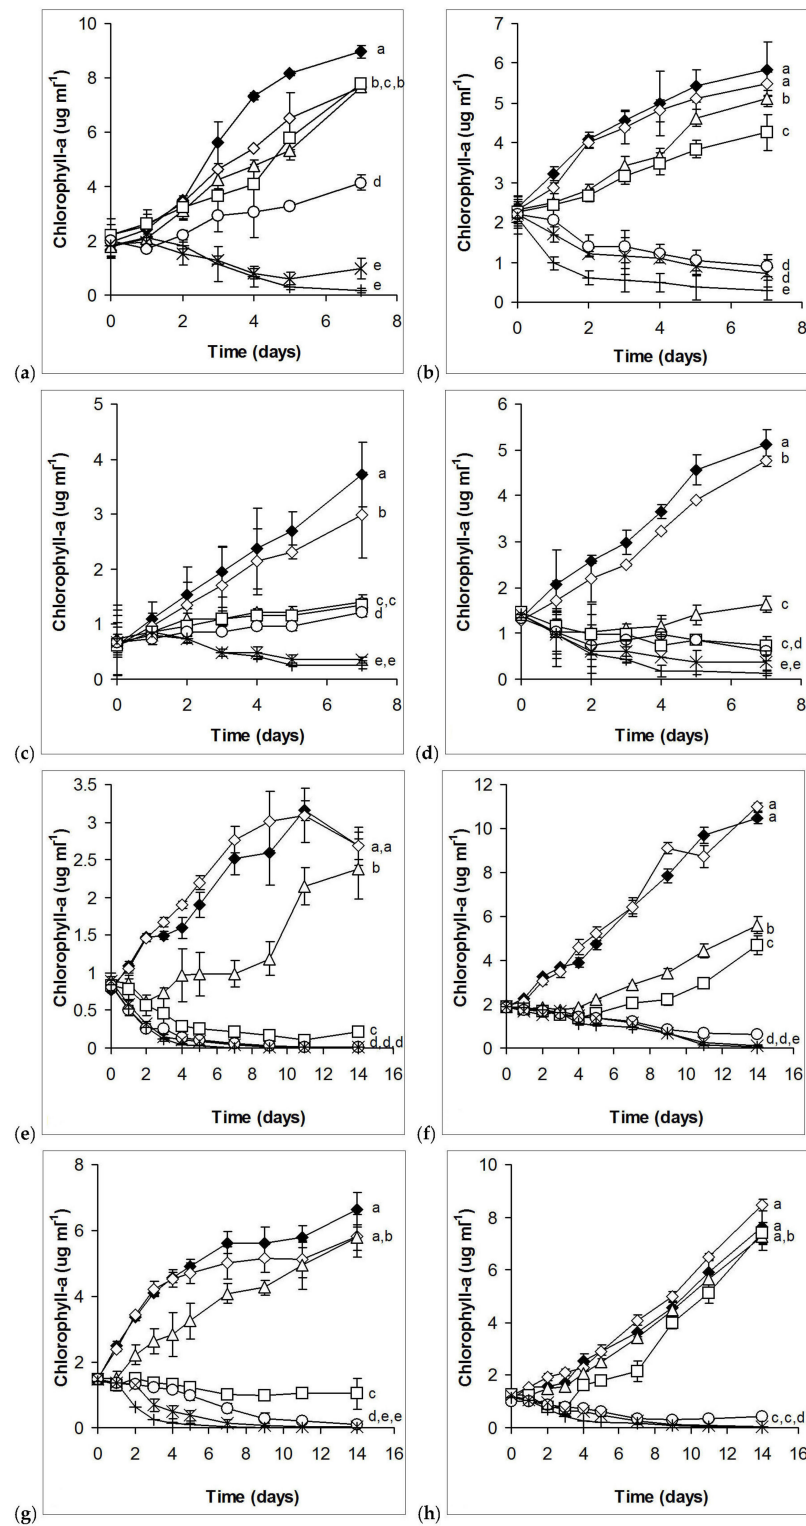 Chlorophyll-a (ug ml⁻¹)
10
8
6
4
2
0
0 2 4 6 8
Time (days)
a
b,c,b
d
e
e
(a)
Chlorophyll-a (ug ml⁻¹)
7
6
5
4
3
2
1
0
0 2 4 6 8
Time (days)
a
a
b
c
d
d
e
(b)
Chlorophyll-a (ug ml⁻¹)
5
4
3
2
1
0
0 2 4 6 8
Time (days)
a
b
c,c
d
e,e
(c)
Chlorophyll-a (ug ml⁻¹)
6
5
4
3
2
1
0
0 2 4 6 8
Time (days)
a
b
c
c,d
e,e
(d)
Chlorophyll-a (ug ml⁻¹)
3.5
3
2.5
2
1.5
1
0.5
0
0 2 4 6 8 10 12 14 16
Time (days)
a,a
b
c
d,d,d
(e)
Chlorophyll-a (ug ml⁻¹)
12
10
8
6
4
2
0
0 2 4 6 8 10 12 14 16
Time (days)
a
a
b
c
d,d,e
(f)
Chlorophyll-a (ug ml⁻¹)
8
6
4
2
0
0 2 4 6 8 10 12 14 16
Time (days)
a
a,b
c
d,e,e
(g)
Chlorophyll-a (ug ml⁻¹)
10
8
6
4
2
0
0 2 4 6 8 10 12 14 16
Time (days)
a
a
a,b
c,c,d
(h)